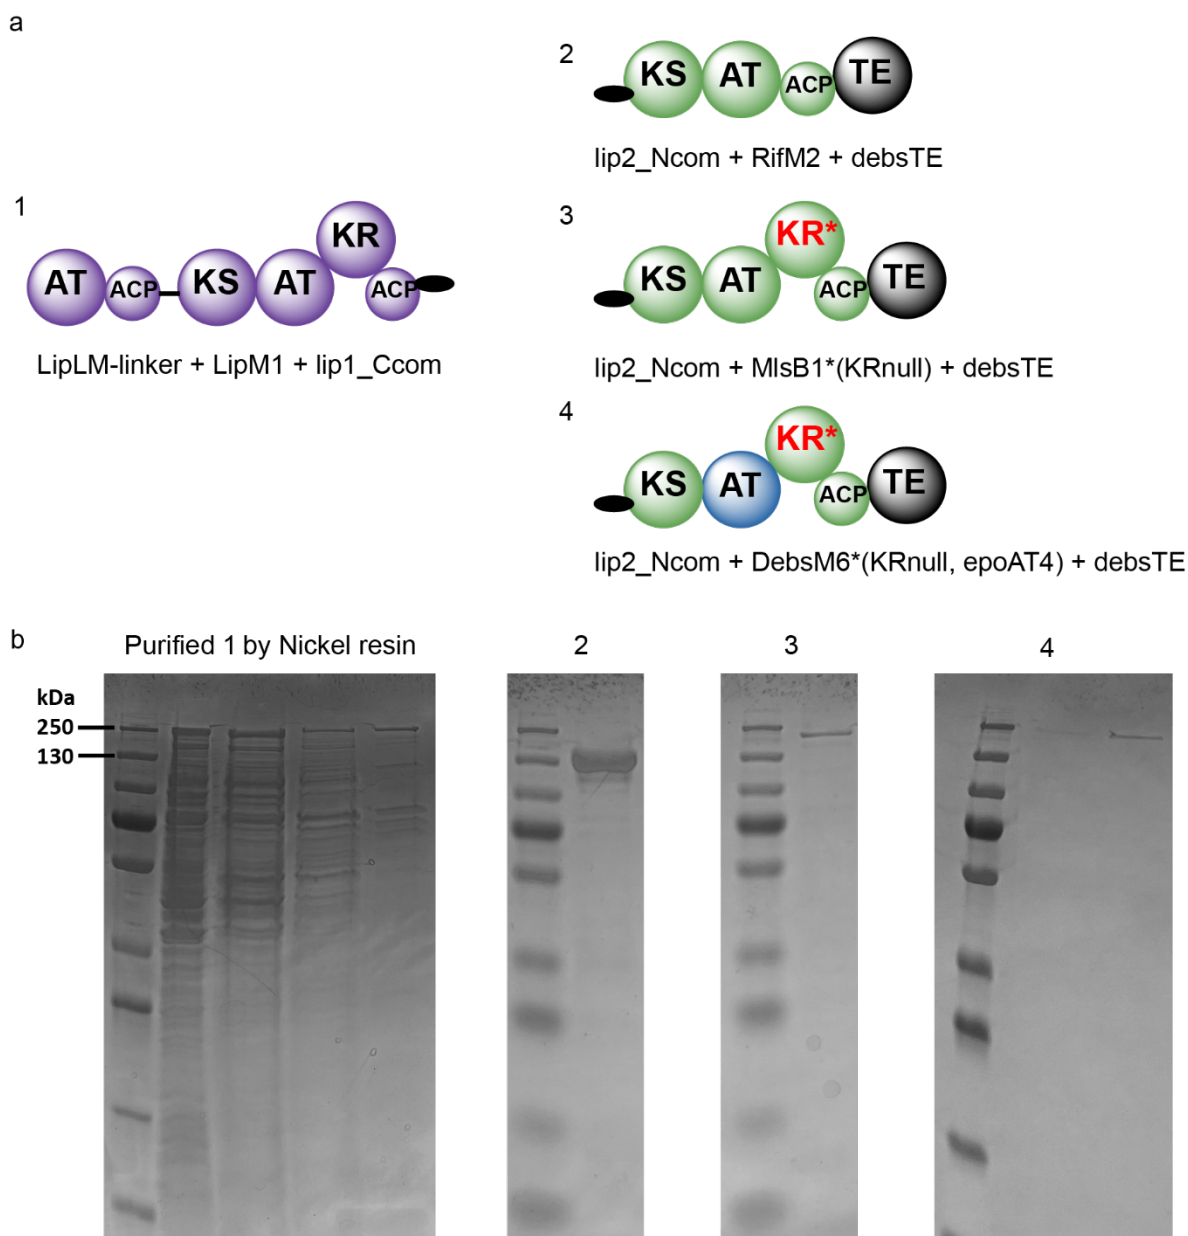 a
2
KS AT ACP TE
lip2_Ncom + RifM2 + debsTE
1
AT ACP KS AT KR ACP
LipLM-linker + LipM1 + lip1_Ccom
3
KS AT KR* ACP TE
lip2_Ncom + MlsB1*(KRnull) + debsTE
4
KS AT KR* ACP TE
lip2_Ncom + DebsM6*(KRnull, epoAT4) + debsTE
b
Purified 1 by Nickel resin
2
3
4
kDa
250
130